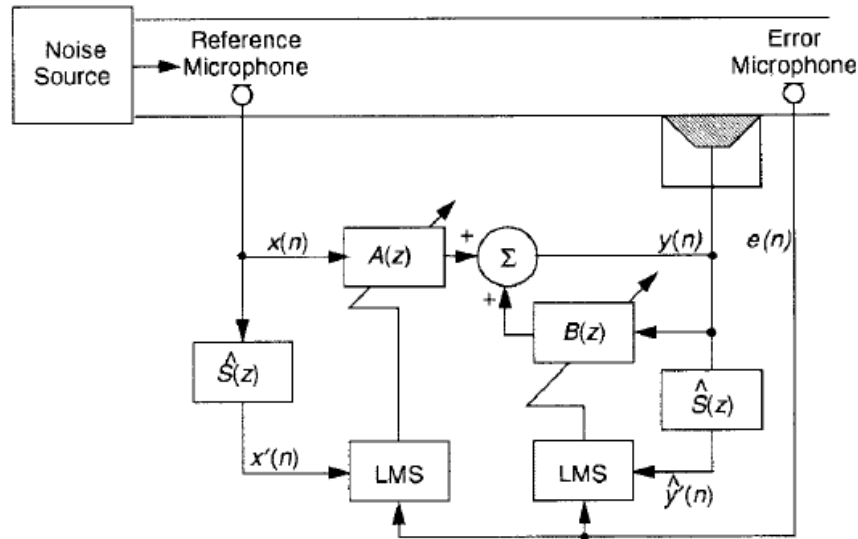 Noise
Source
Reference
Microphone
Error
Microphone
x(n)
A(z)
+
Σ
+
y(n)
e(n)
B(z)
Ŝ(z)
Ŝ(z)
x'(n)
LMS
LMS
ŷ'(n)